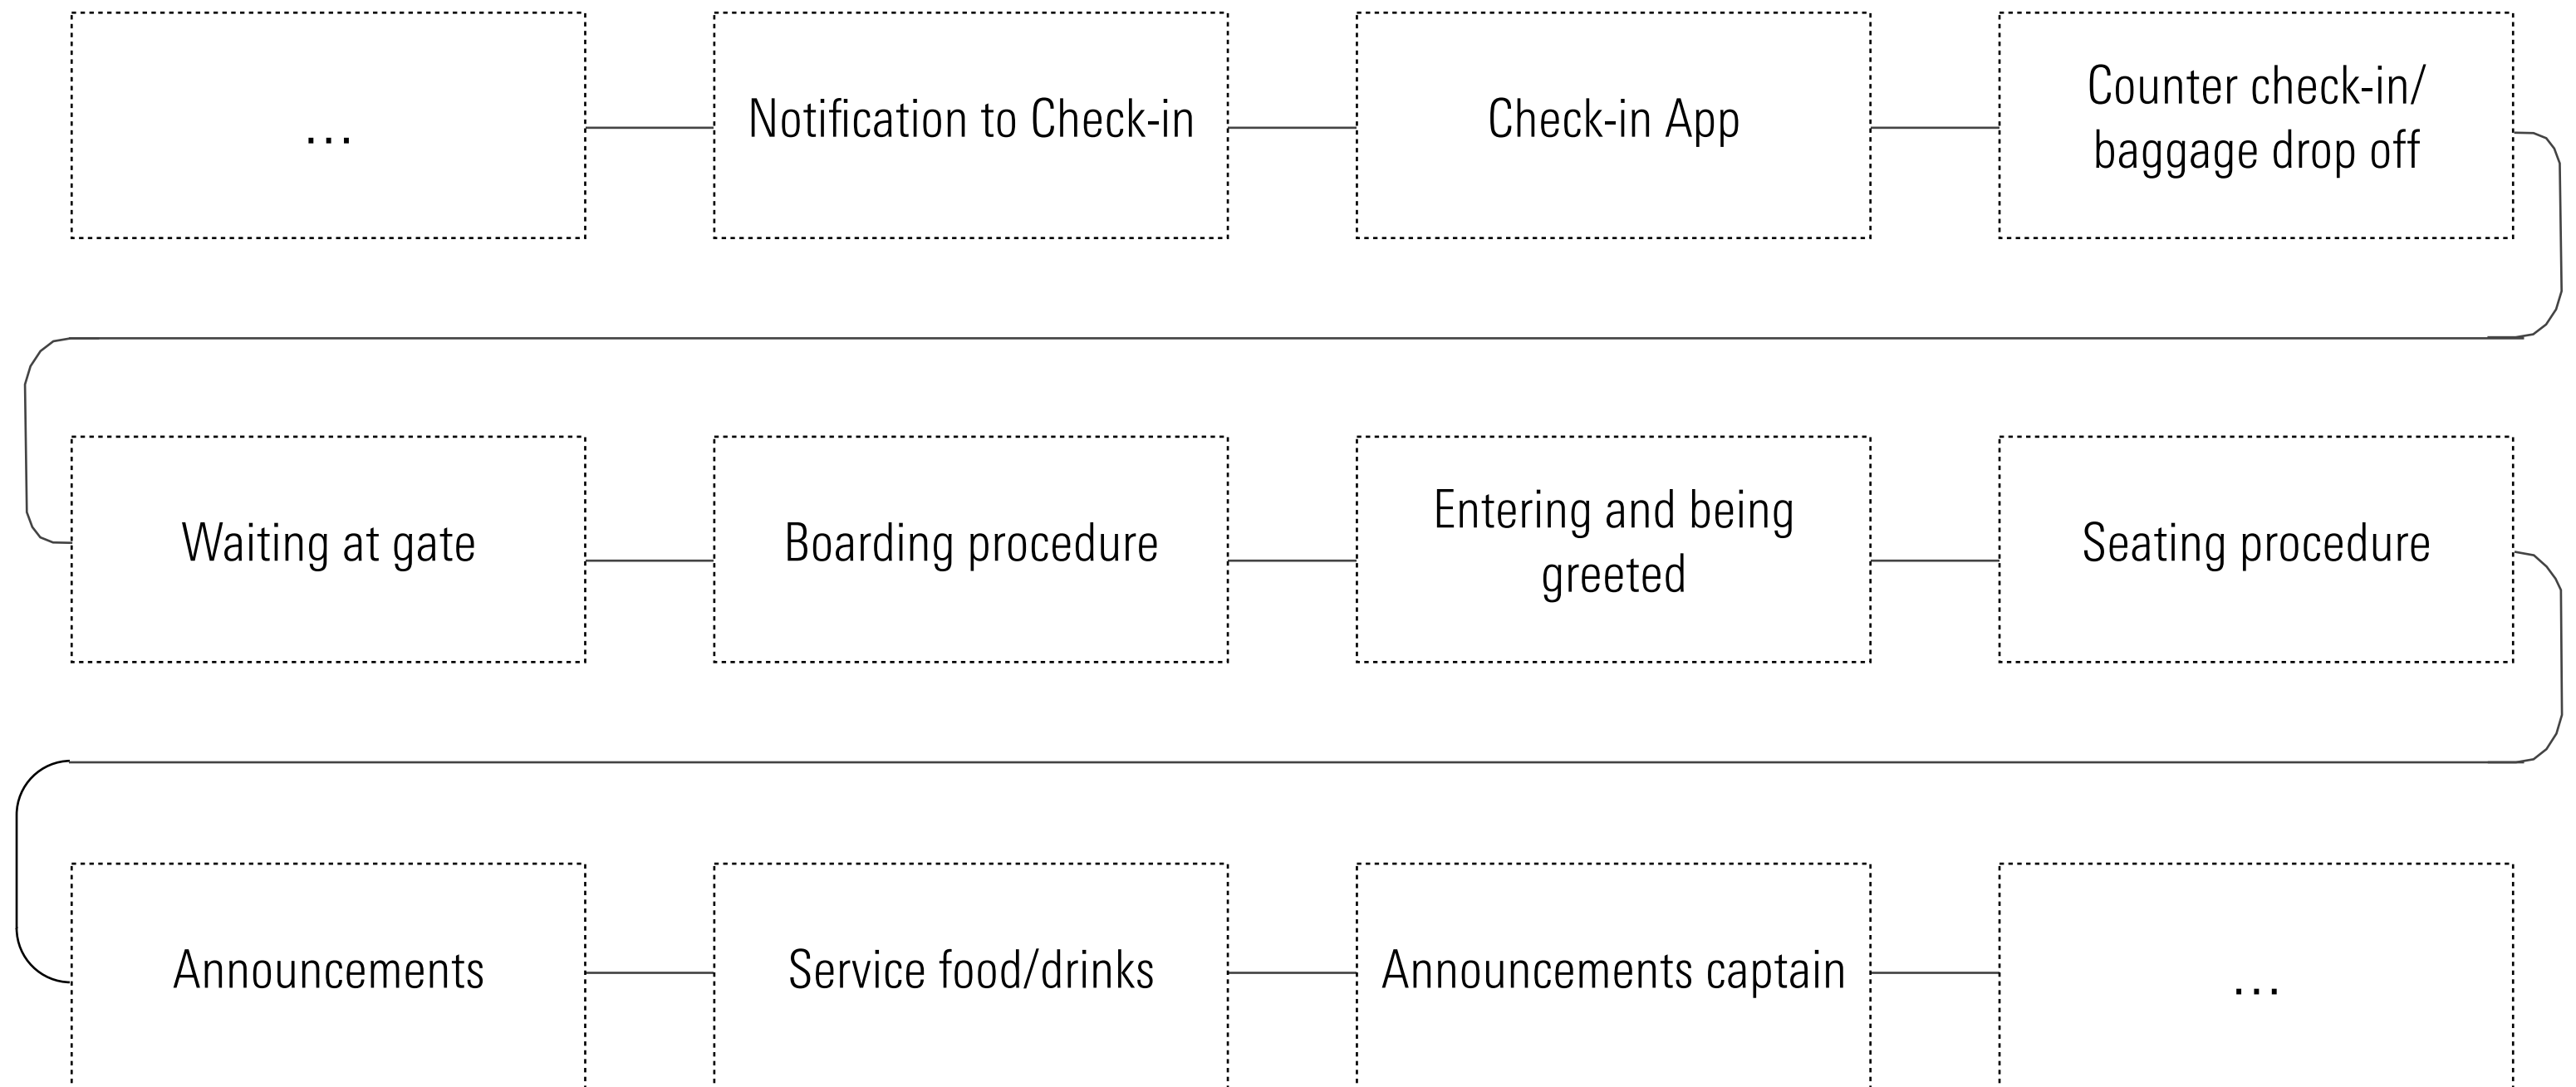 ...
Notification to Check-in
Check-in App
Counter check-in/
baggage drop off
Waiting at gate
Boarding procedure
Entering and being
greeted
Seating procedure
Announcements
Service food/drinks
Announcements captain
...